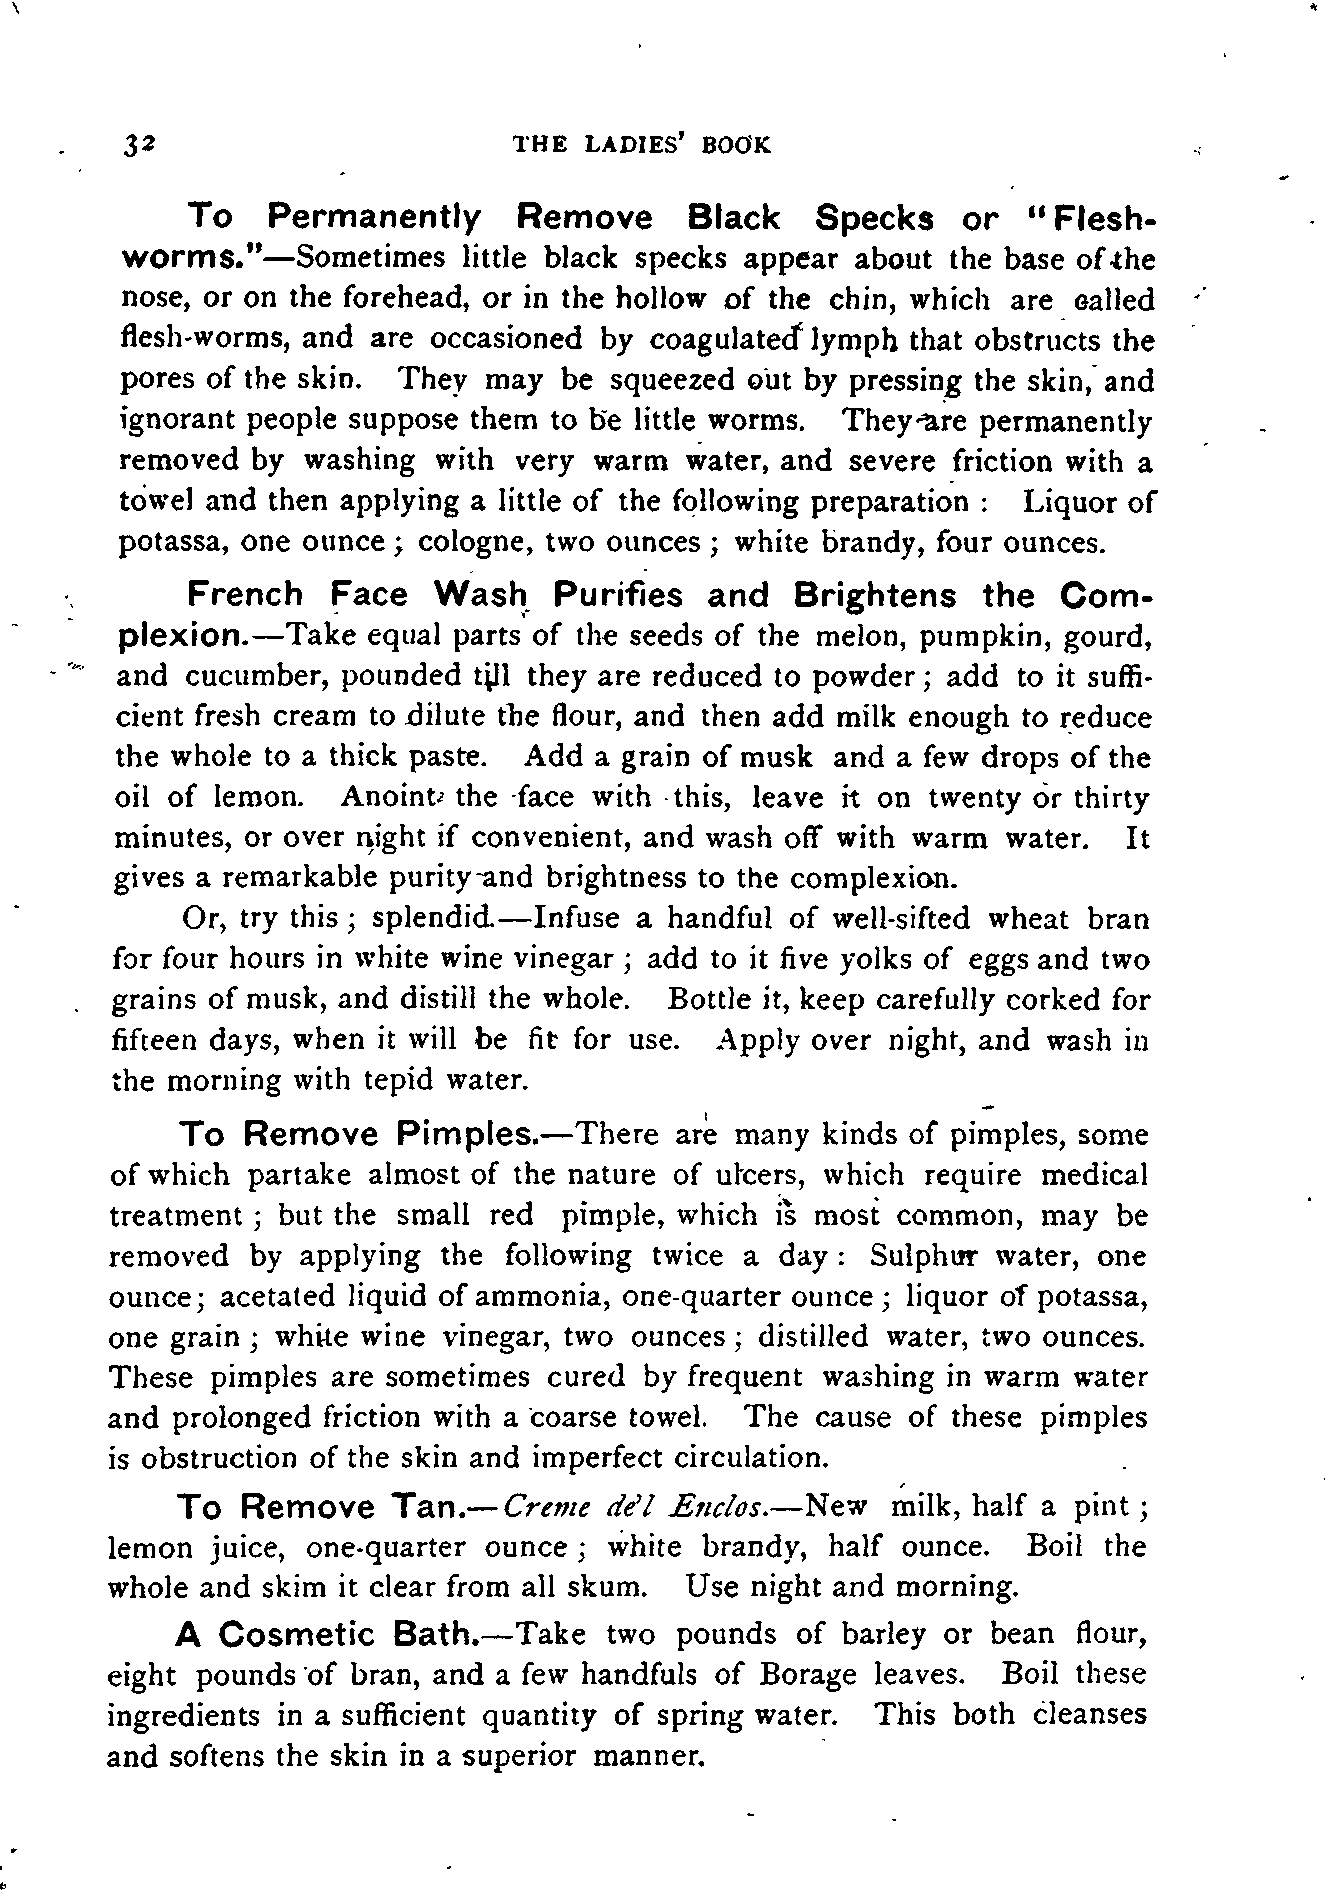 32 THE LADIES' BOOK
To Permanently Remove Black Specks or "Flesh-
worms."—Sometimes little black specks appear about the base of the
nose, or on the forehead, or in the hollow of the chin, which are called
flesh-worms, and are occasioned by coagulated lymph that obstructs the
pores of the skin. They may be squeezed out by pressing the skin, and
ignorant people suppose them to be little worms. They are permanently
removed by washing with very warm water, and severe friction with a
towel and then applying a little of the following preparation : Liquor of
potassa, one ounce ; cologne, two ounces ; white brandy, four ounces.
French Face Wash Purifies and Brightens the Com-
plexion.—Take equal parts of the seeds of the melon, pumpkin, gourd,
and cucumber, pounded till they are reduced to powder ; add to it suffi-
cient fresh cream to dilute the flour, and then add milk enough to reduce
the whole to a thick paste. Add a grain of musk and a few drops of the
oil of lemon. Anoint the face with this, leave it on twenty or thirty
minutes, or over night if convenient, and wash off with warm water. It
gives a remarkable purity and brightness to the complexion.
Or, try this ; splendid.—Infuse a handful of well-sifted wheat bran
for four hours in white wine vinegar ; add to it five yolks of eggs and two
grains of musk, and distill the whole. Bottle it, keep carefully corked for
fifteen days, when it will be fit for use. Apply over night, and wash in
the morning with tepid water.
To Remove Pimples.—There are many kinds of pimples, some
of which partake almost of the nature of ulcers, which require medical
treatment ; but the small red pimple, which is most common, may be
removed by applying the following twice a day : Sulphur water, one
ounce; acetated liquid of ammonia, one-quarter ounce ; liquor of potassa,
one grain ; white wine vinegar, two ounces ; distilled water, two ounces.
These pimples are sometimes cured by frequent washing in warm water
and prolonged friction with a coarse towel. The cause of these pimples
is obstruction of the skin and imperfect circulation.
To Remove Tan.—Creme de'l Enclos.—New milk, half a pint ;
lemon juice, one-quarter ounce ; white brandy, half ounce. Boil the
whole and skim it clear from all skum. Use night and morning.
A Cosmetic Bath.—Take two pounds of barley or bean flour,
eight pounds of bran, and a few handfuls of Borage leaves. Boil these
ingredients in a sufficient quantity of spring water. This both cleanses
and softens the skin in a superior manner.